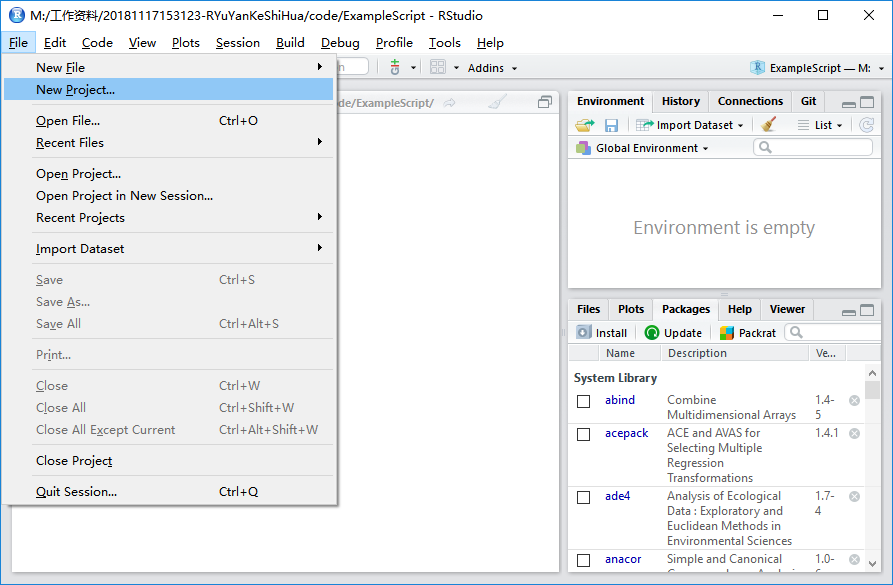 M:/工作资料/20181117153123-RYuYanKeShiHua/code/ExampleScript - RStudio
File Edit Code View Plots Session Build Debug Profile Tools Help
Addins
ExampleScript — M:
New File
New Project...
Open File... Ctrl+O
Recent Files
Open Project...
Open Project in New Session...
Recent Projects
Import Dataset
Save Ctrl+S
Save As...
Save All Ctrl+Alt+S
Print...
Close Ctrl+W
Close All Ctrl+Shift+W
Close All Except Current Ctrl+Alt+Shift+W
Close Project
Quit Session... Ctrl+Q
de/ExampleScript/
Environment History Connections Git
Import Dataset List
Global Environment
Environment is empty
Files Plots Packages Help Viewer
Install Update Packrat
Name Description Ve...
System Library
abind Combine 1.4-
Multidimensional Arrays 5
acepack ACE and AVAS for 1.4.1
Selecting Multiple
Regression
Transformations
ade4 Analysis of Ecological 1.7-
Data : Exploratory and 4
Euclidean Methods in
Environmental Sciences
anacor Simple and Canonical 1.0-